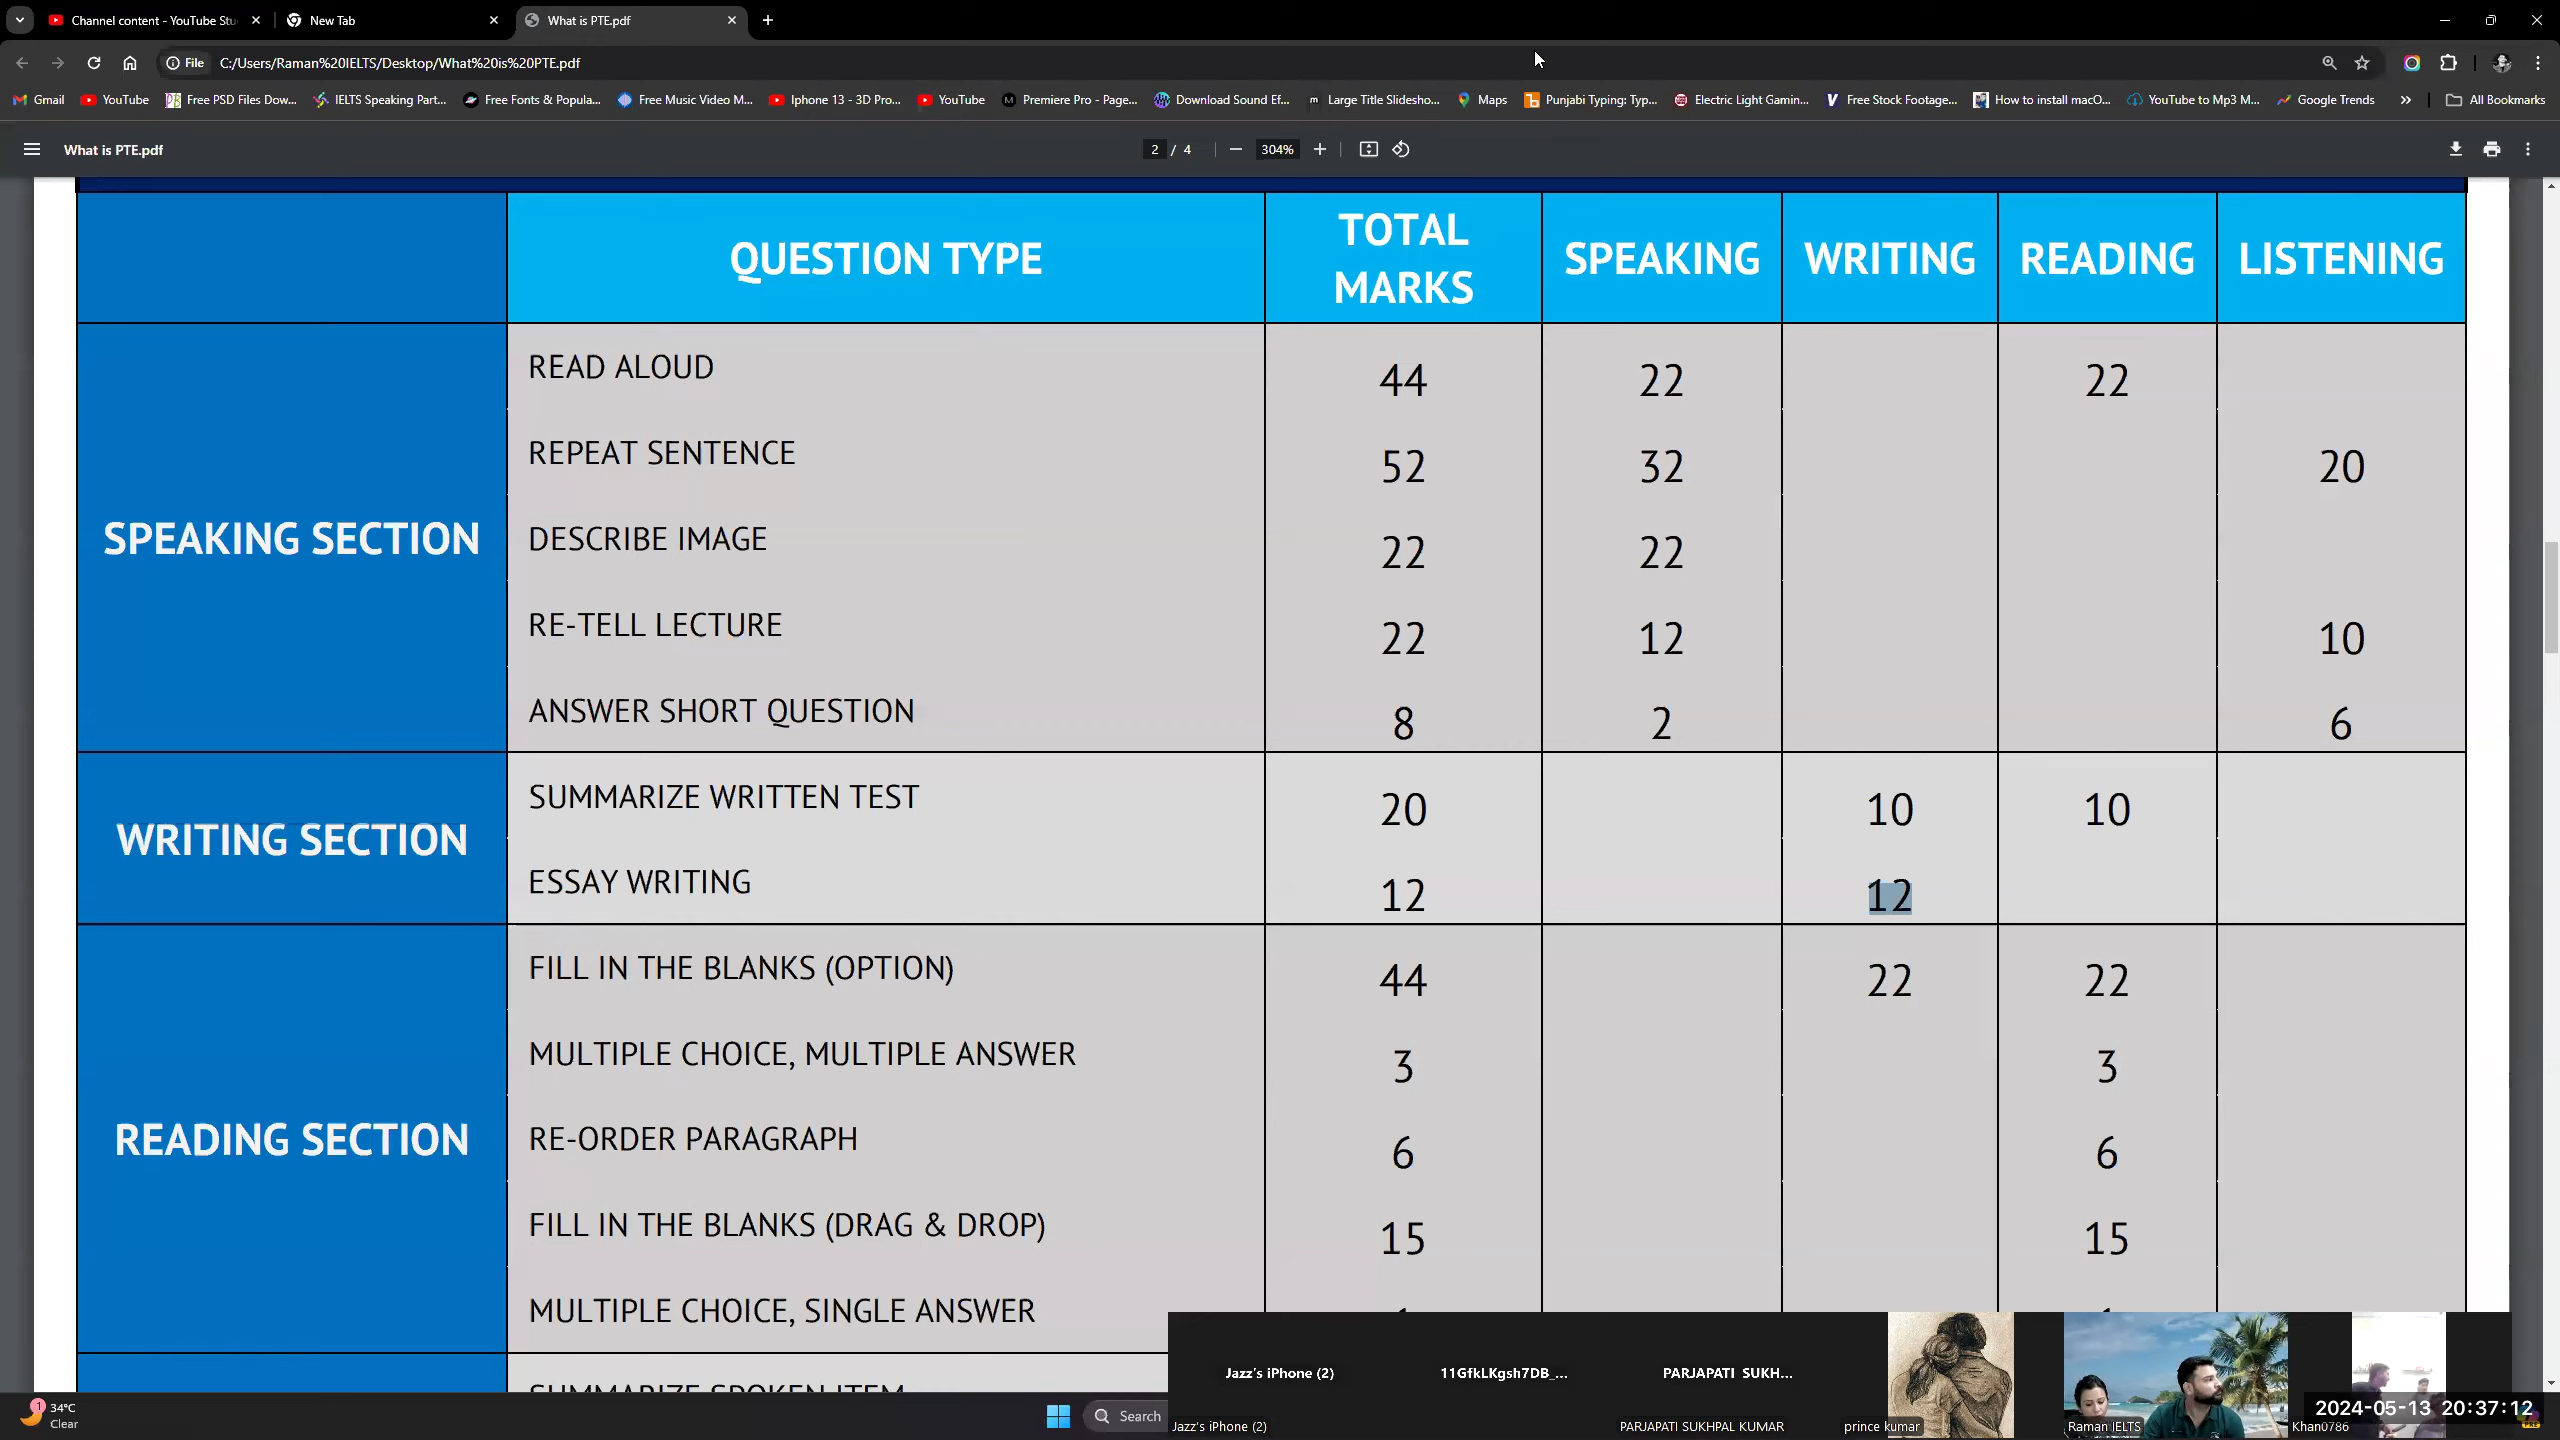 Channel content - YouTube Stu
New Tab
What is PTE.pdf
File
C:/Users/Raman%20IELTS/Desktop/What%20is%20PTE.pdf
Gmail
YouTube
Free PSD Files Dow...
IELTS Speaking Part...
Free Fonts & Popula...
Free Music Video M...
Iphone 13 - 3D Pro...
YouTube
Premiere Pro - Page...
Download Sound Ef...
Large Title Slidesho...
Maps
Punjabi Typing: Typ...
Electric Light Gamin...
Free Stock Footage...
How to install macO...
YouTube to Mp3 M...
Google Trends
»
All Bookmarks
What is PTE.pdf
2 / 4
304%
QUESTION TYPE
TOTAL
MARKS
SPEAKING
WRITING
READING
LISTENING
SPEAKING SECTION
READ ALOUD 44 22 22
REPEAT SENTENCE 52 32 20
DESCRIBE IMAGE 22 22
RE-TELL LECTURE 22 12 10
ANSWER SHORT QUESTION 8 2 6
WRITING SECTION
SUMMARIZE WRITTEN TEST 20 10 10
ESSAY WRITING 12 12
READING SECTION
FILL IN THE BLANKS (OPTION) 44 22 22
MULTIPLE CHOICE, MULTIPLE ANSWER 3 3
RE-ORDER PARAGRAPH 6 6
FILL IN THE BLANKS (DRAG & DROP) 15 15
MULTIPLE CHOICE, SINGLE ANSWER
SUMMARIZE SPOKEN ITEM
1
34°C
Clear
Search
Jazz's iPhone (2)
11GfkLKgsh7DB_...
PARJAPATI SUKH...
Jazz's iPhone (2)
PARJAPATI SUKHPAL KUMAR
prince kumar
Raman IELTS
Khan0786
2024-05-13 20:37:12
PRE